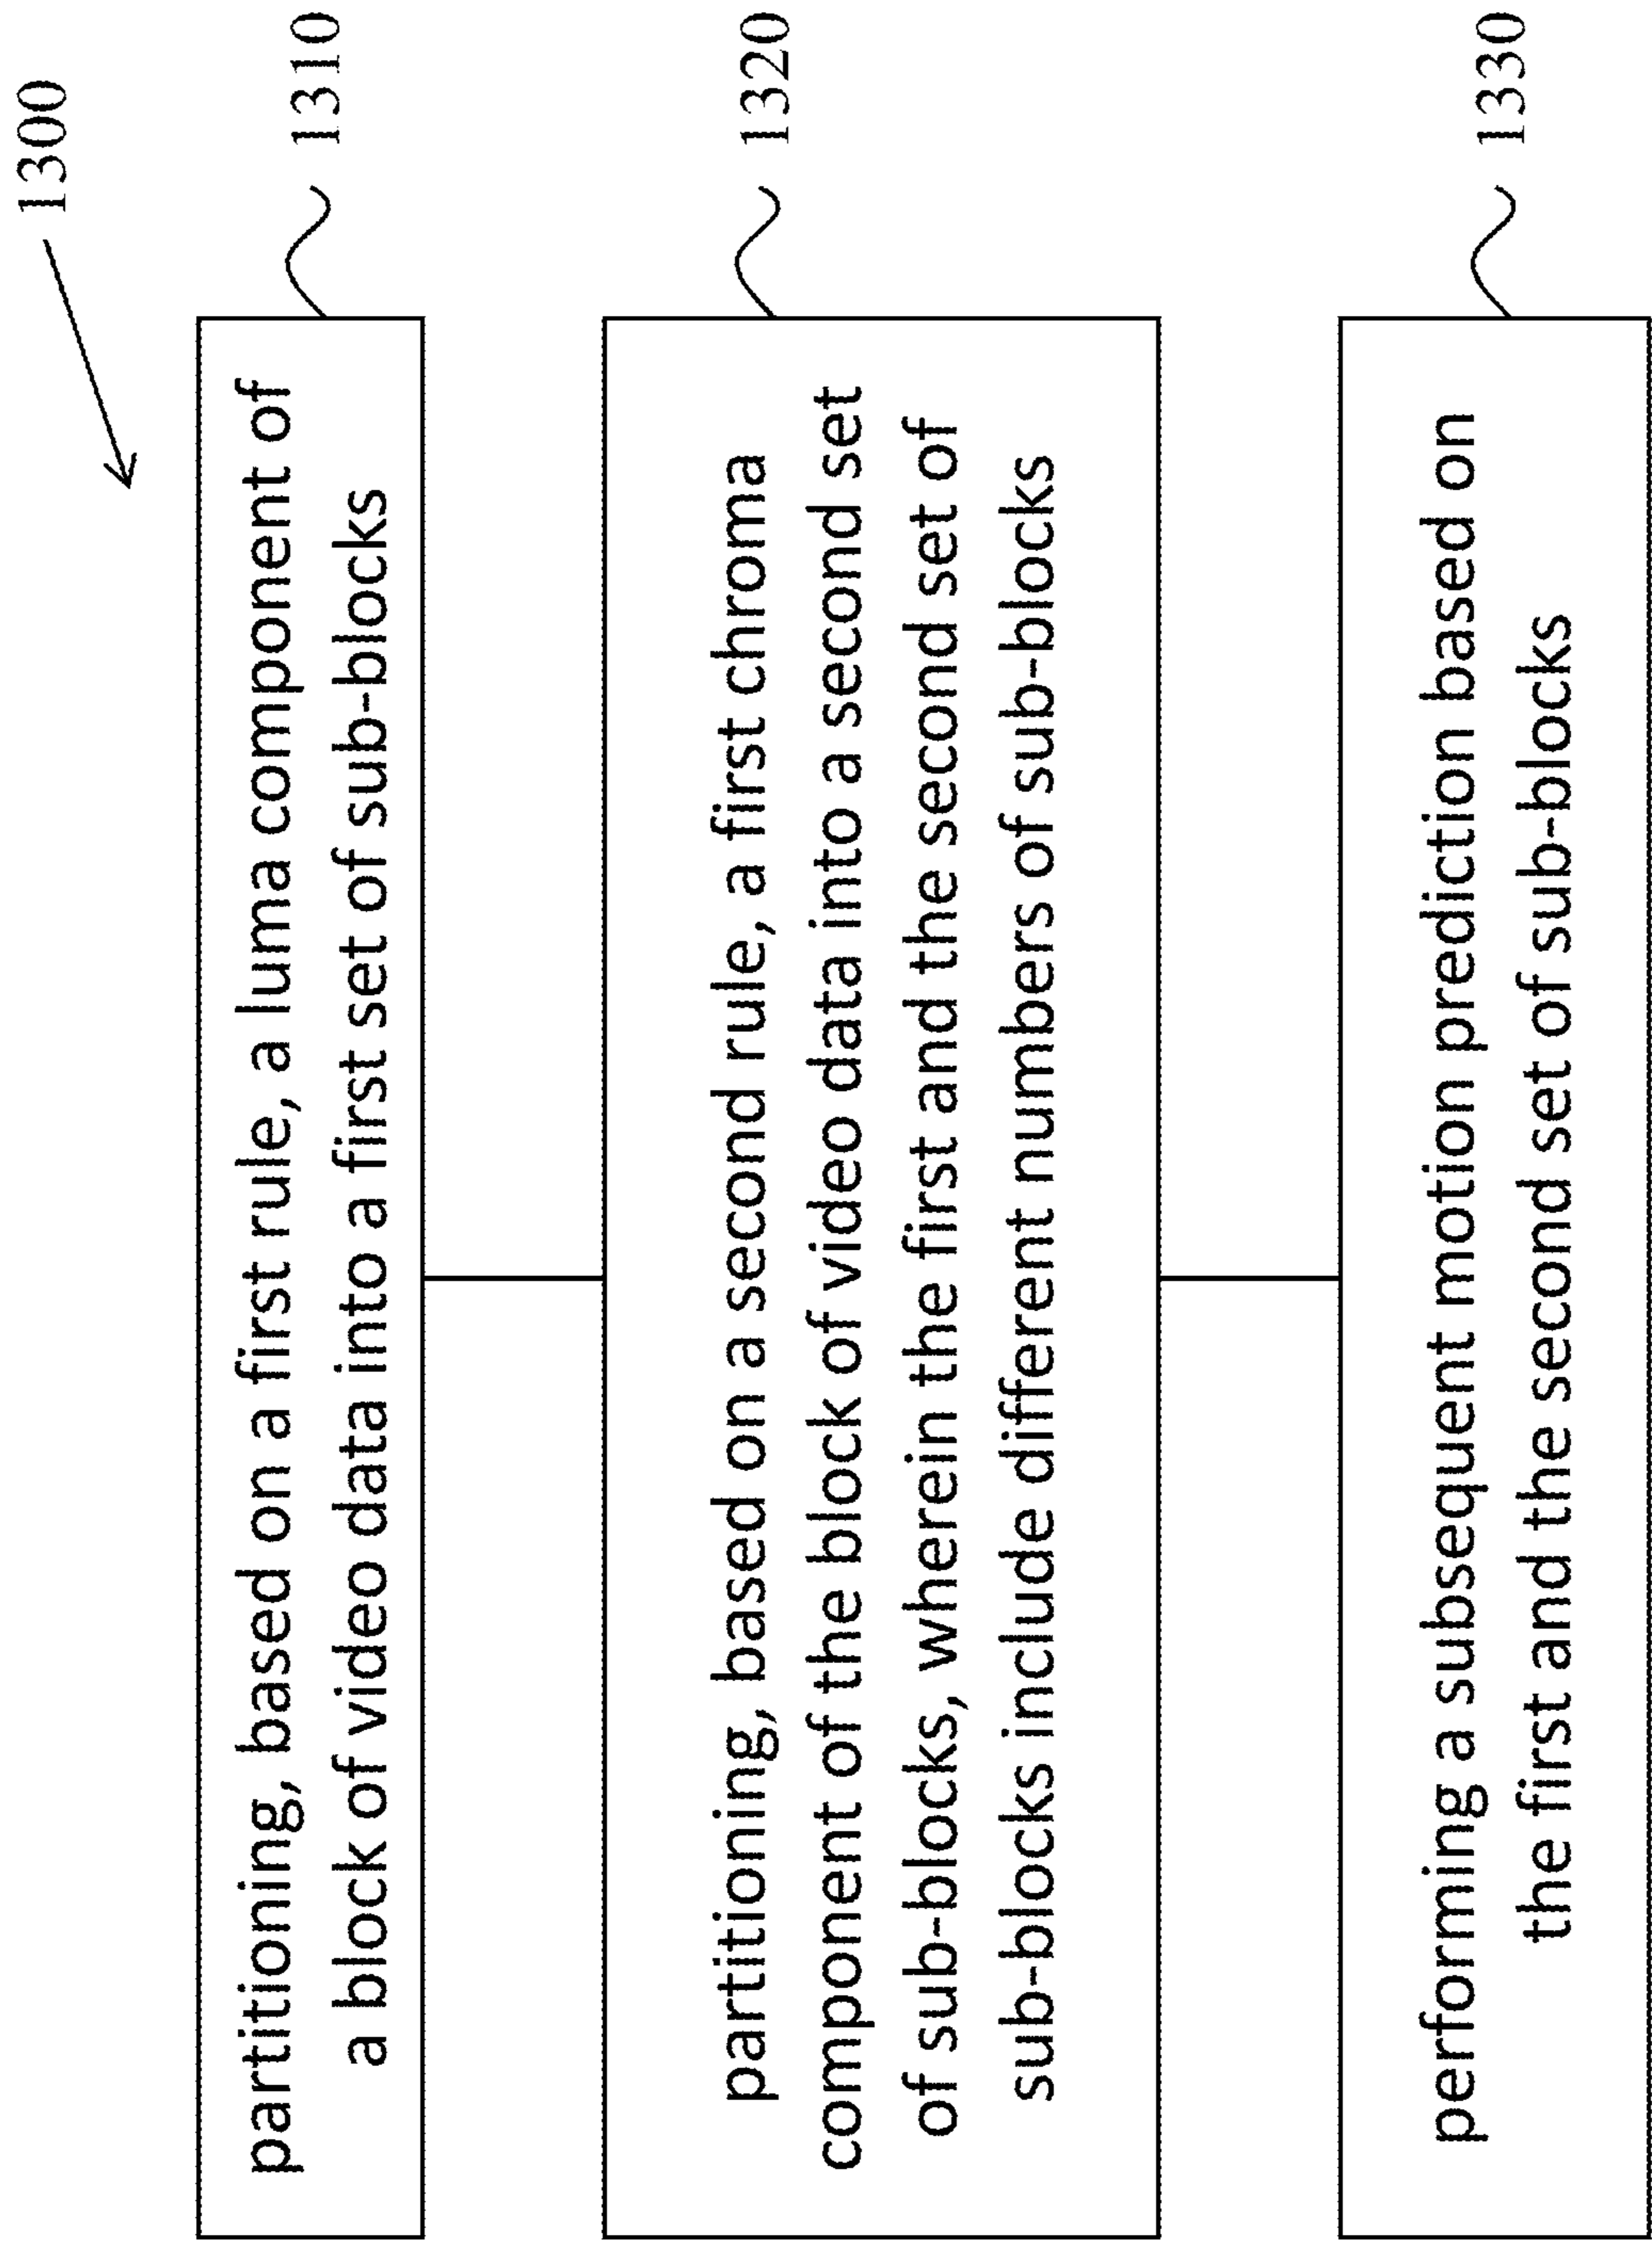 1300
partitioning, based on a first rule, a luma component of
a block of video data into a first set of sub-blocks
1310
partitioning, based on a second rule, a first chroma
component of the block of video data into a second set
of sub-blocks, wherein the first and the second set of
sub-blocks include different numbers of sub-blocks
1320
performing a subsequent motion prediction based on
the first and the second set of sub-blocks
1330